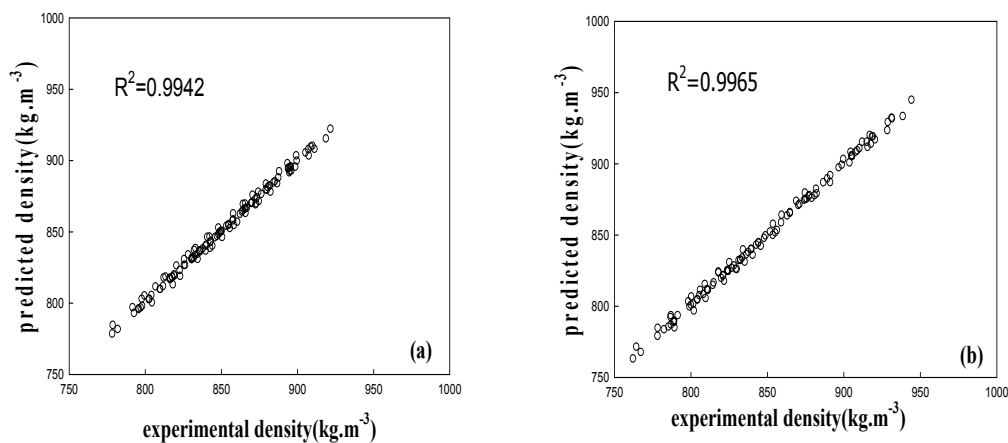 1000
950
900
850
800
750
predicted density(kg.m⁻³)
R²=0.9942
(a)
750 800 850 900 950 1000
experimental density(kg.m⁻³)
1000
950
900
850
800
750
predicted density(kg.m⁻³)
R²=0.9965
(b)
750 800 850 900 950 1000
experimental density(kg.m⁻³)